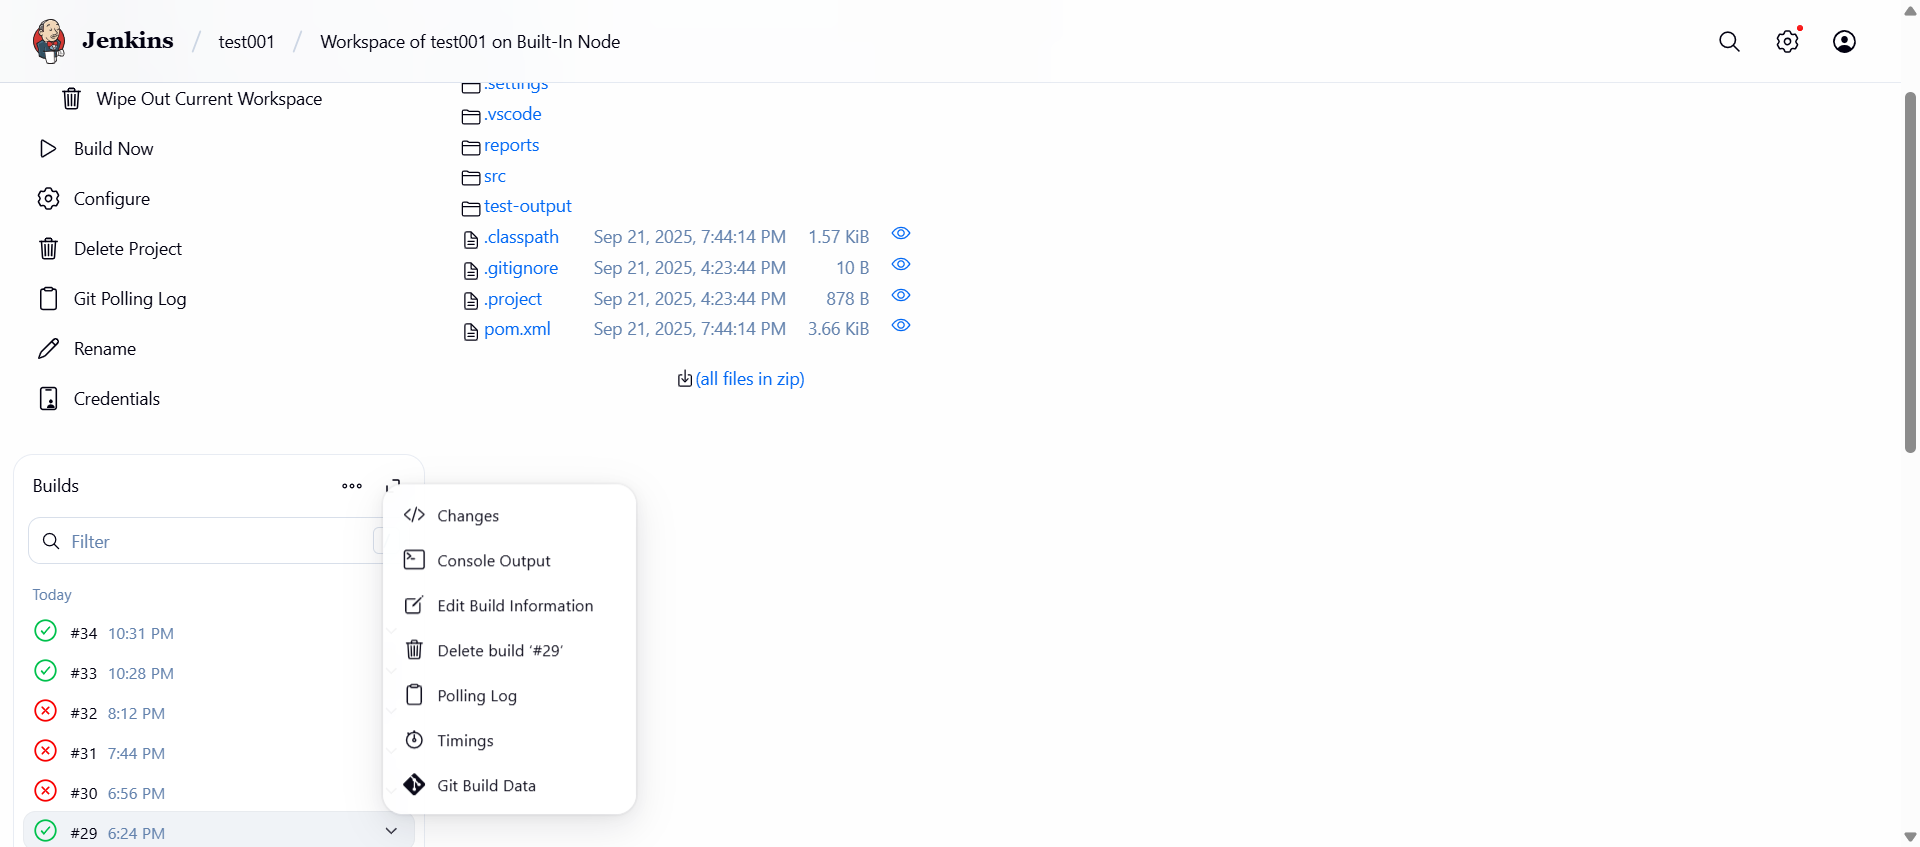 Jenkins / test001 / Workspace of test001 on Built-In Node
Wipe Out Current Workspace
Build Now
Configure
Delete Project
Git Polling Log
Rename
Credentials
.settings
.vscode
reports
src
test-output
.classpath Sep 21, 2025, 7:44:14 PM 1.57 KiB
.gitignore Sep 21, 2025, 4:23:44 PM 10 B
.project Sep 21, 2025, 4:23:44 PM 878 B
pom.xml Sep 21, 2025, 7:44:14 PM 3.66 KiB
(all files in zip)
Builds
Filter
Today
#34 10:31 PM
#33 10:28 PM
#32 8:12 PM
#31 7:44 PM
#30 6:56 PM
#29 6:24 PM
Changes
Console Output
Edit Build Information
Delete build ‘#29’
Polling Log
Timings
Git Build Data